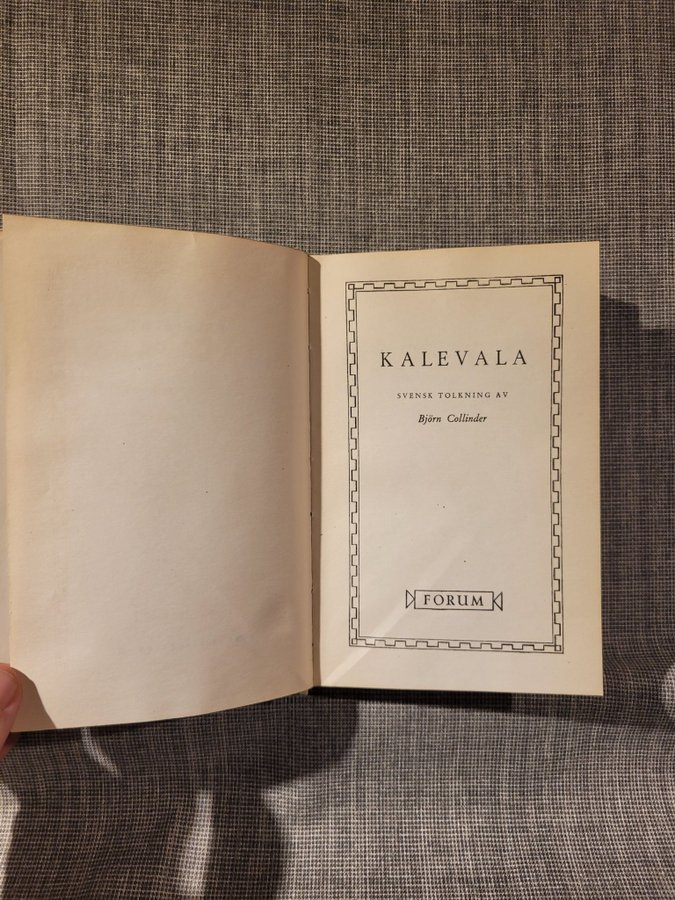 KALEVALA
SVENSK TOLKNING AV
Björn Collinder
FORUM